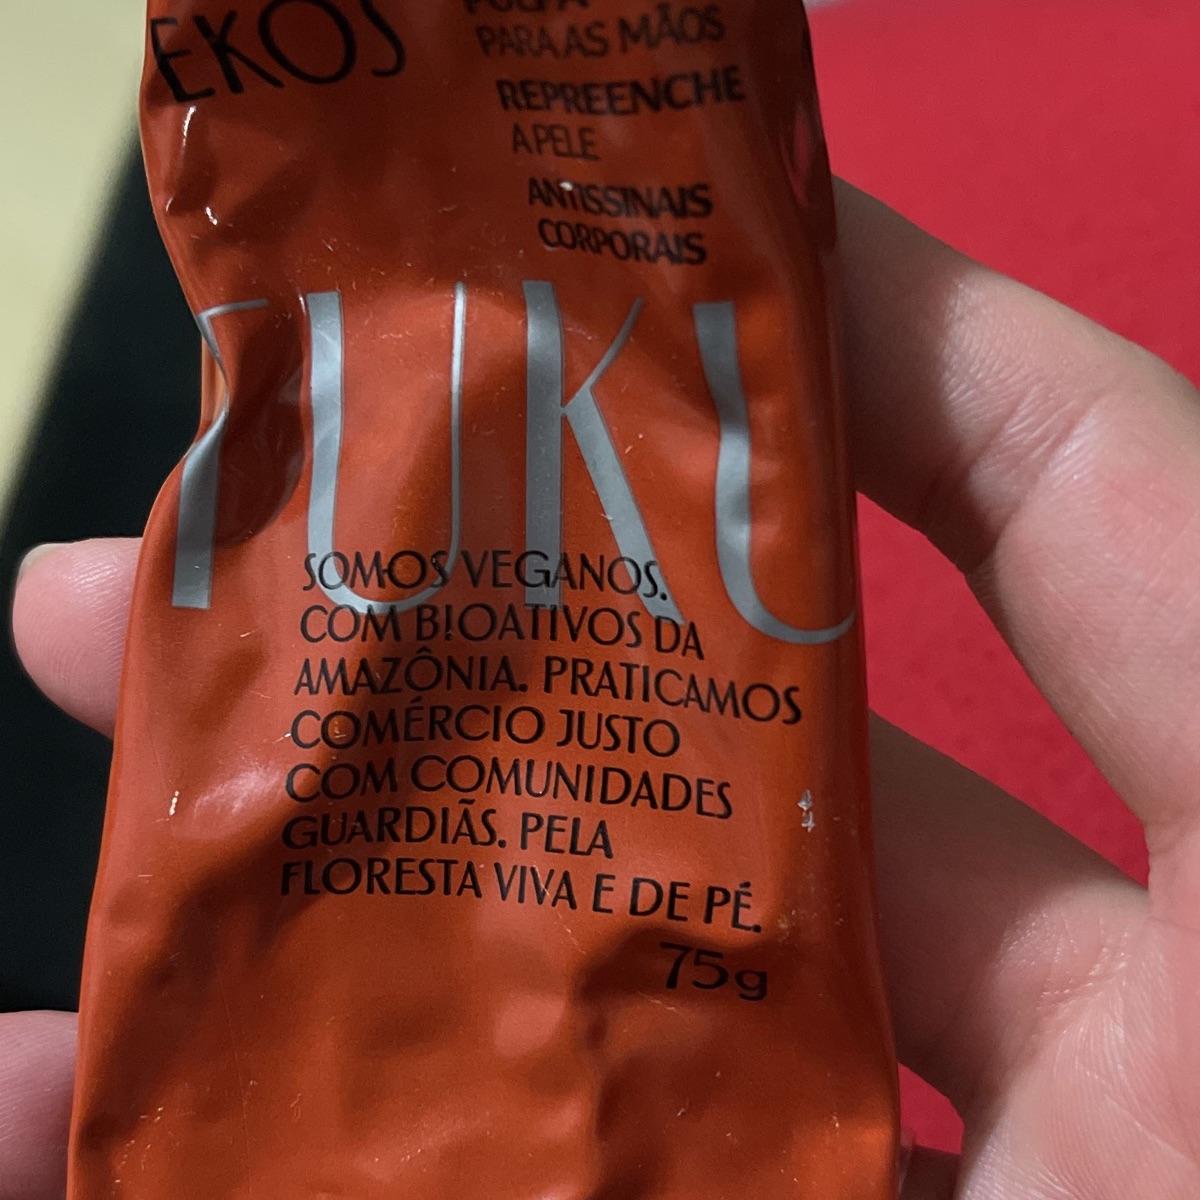 EKOS
POLPA
PARA AS MÃOS
REPREENCHE
A PELE
ANTISSINAIS
CORPORAIS
TUKU
SOMOS VEGANOS.
COM BIOATIVOS DA
AMAZÔNIA. PRATICAMOS
COMÉRCIO JUSTO
COM COMUNIDADES
GUARDIÃS. PELA
FLORESTA VIVA E DE PÉ.
75g